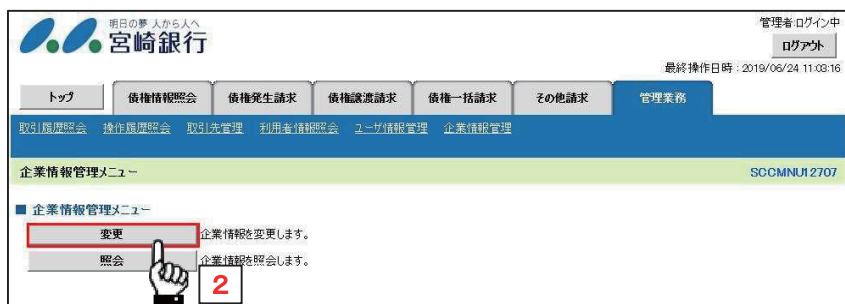 明日の夢 人から人へ
宮崎銀行
管理者:ログイン中
ログアウト
最終操作日時：2019/06/24 11:03:16
トップ 債権情報照会 債権発生請求 債権譲渡請求 債権一括請求 その他請求 管理業務
取引履歴照会 操作履歴照会 取引先管理 利用者情報照会 ユーザ情報管理 企業情報管理
企業情報管理メニュー SCCMNU12707
■ 企業情報管理メニュー
変更 企業情報を変更します。
照会 企業情報を照会します。
2